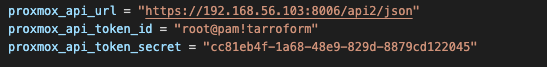 proxmox_api_url = "https://192.168.56.103:8006/api2/json"
proxmox_api_token_id = "root@pam!tarroform"
proxmox_api_token_secret = "cc81eb4f-1a68-48e9-829d-8879cd122045"